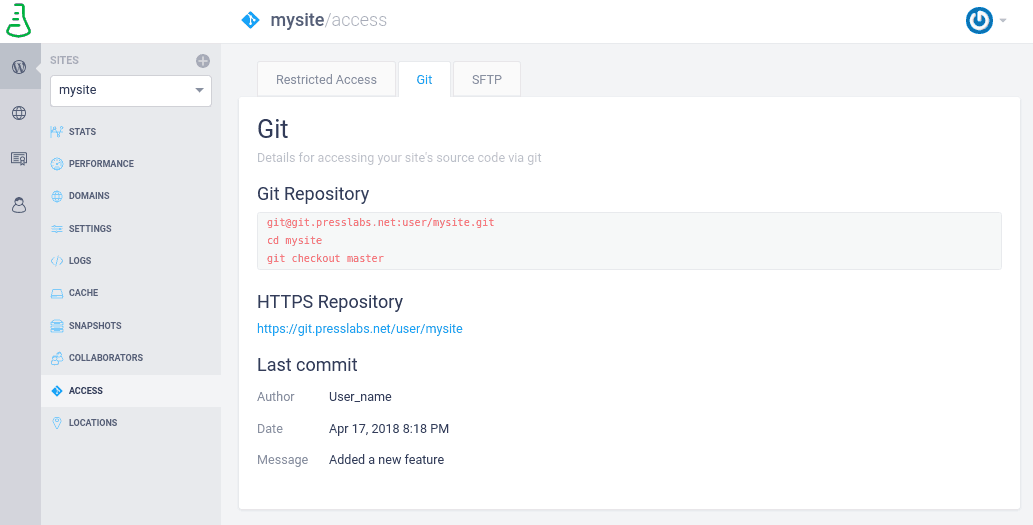 mysite/access
SITES
mysite
STATS
PERFORMANCE
DOMAINS
SETTINGS
LOGS
CACHE
SNAPSHOTS
COLLABORATORS
ACCESS
LOCATIONS
Restricted Access
Git
SFTP
Git
Details for accessing your site's source code via git
Git Repository
git@git.presslabs.net:user/mysite.git
cd mysite
git checkout master
HTTPS Repository
https://git.presslabs.net/user/mysite
Last commit
Author User_name
Date Apr 17, 2018 8:18 PM
Message Added a new feature